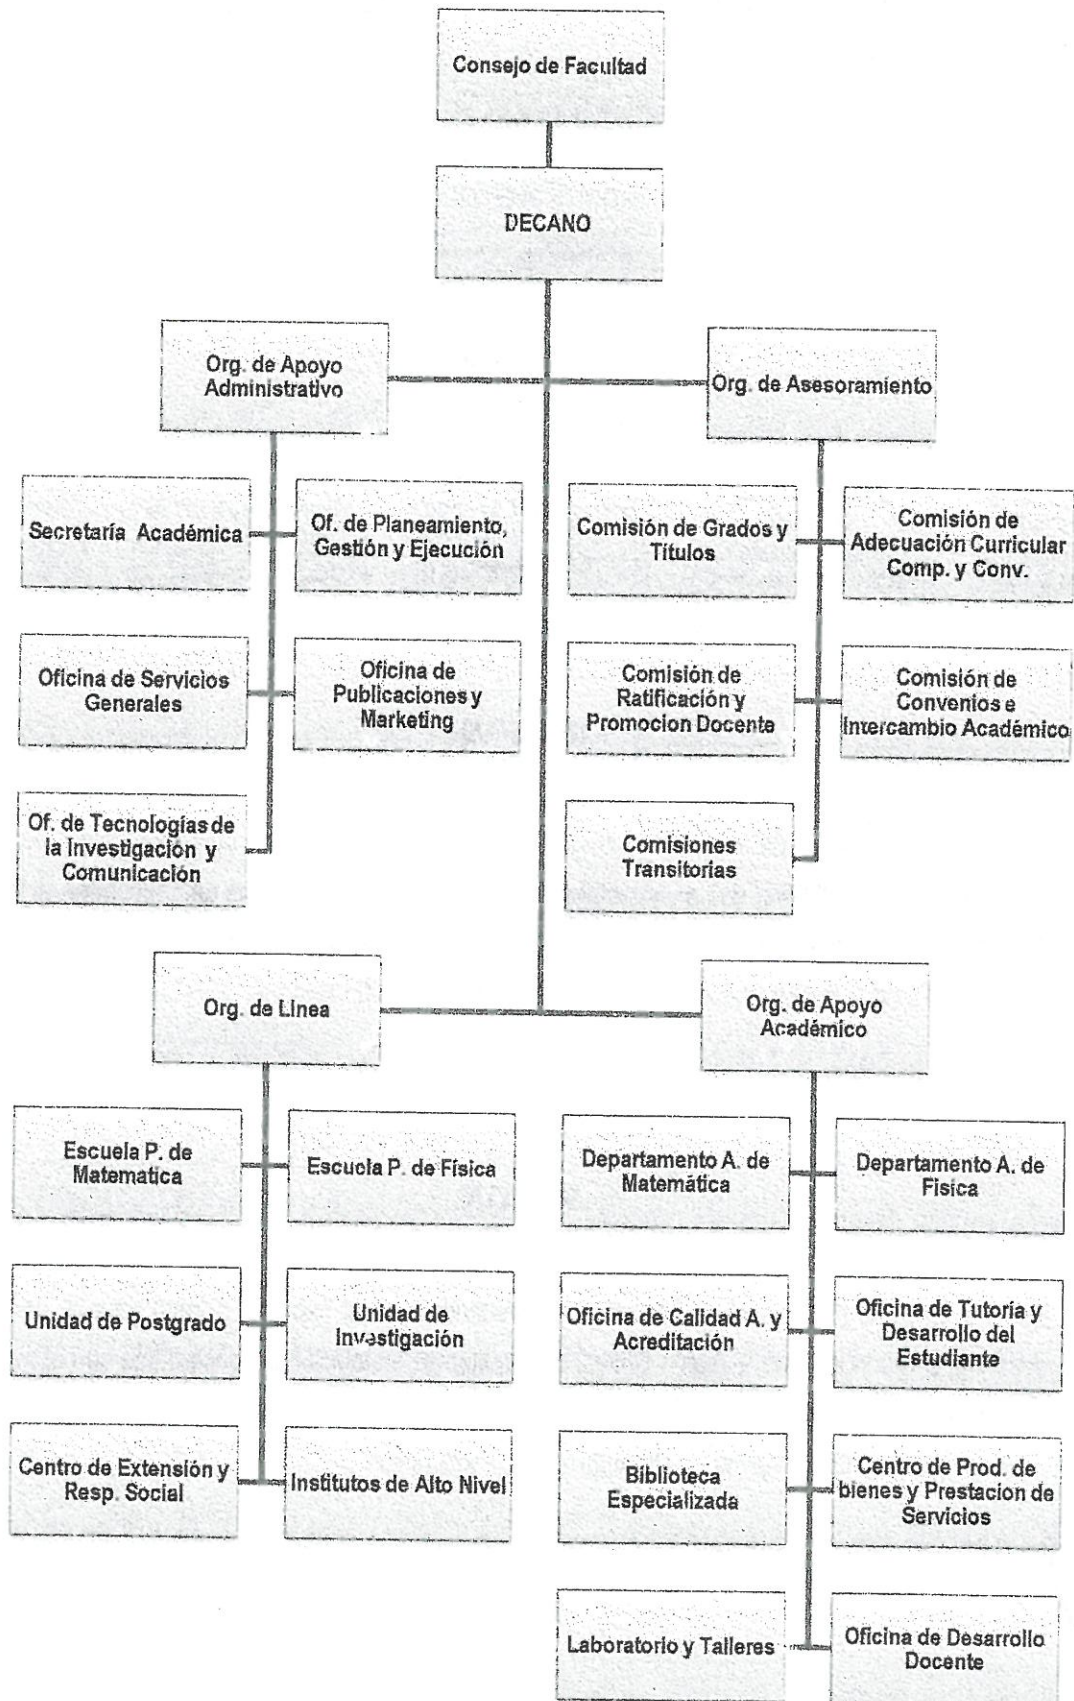 Consejo de Facultad
DECANO
Org. de Apoyo
Administrativo
Org. de Asesoramiento
Secretaría Académica
Of. de Planeamiento,
Gestión y Ejecución
Comisión de Grados y
Títulos
Comisión de
Adecuación Curricular
Comp. y Conv.
Oficina de Servicios
Generales
Oficina de
Publicaciones y
Marketing
Comisión de
Ratificación y
Promocion Docente
Comisión de
Convenios e
Intercambio Académico
Of. de Tecnologías de
la Investigación y
Comunicación
Comisiones
Transitorias
Org. de Linea
Org. de Apoyo
Académico
Escuela P. de
Matematica
Escuela P. de Física
Departamento A. de
Matemática
Departamento A. de
Fisica
Unidad de Postgrado
Unidad de
Investigación
Oficina de Calidad A. y
Acreditación
Oficina de Tutoría y
Desarrollo del
Estudiante
Centro de Extensión y
Resp. Social
Institutos de Alto Nivel
Biblioteca
Especializada
Centro de Prod. de
bienes y Prestacion de
Servicios
Laboratorio y Talleres
Oficina de Desarrollo
Docente